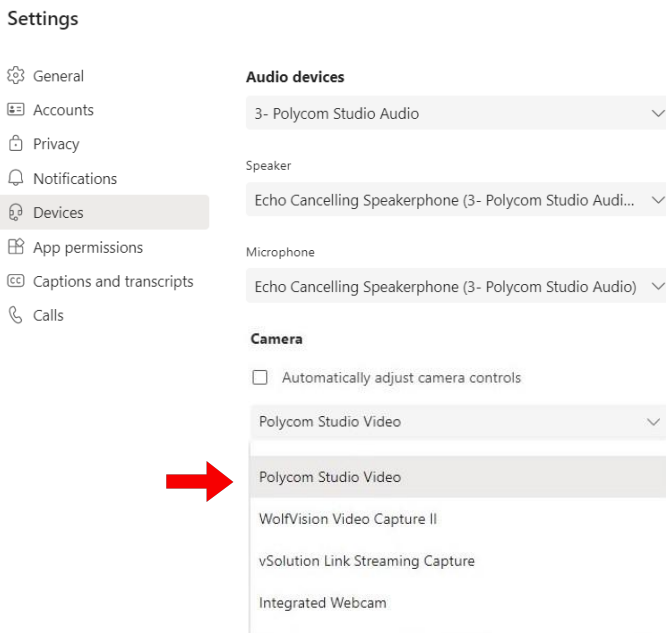 Settings
General
Accounts
Privacy
Notifications
Devices
App permissions
CC Captions and transcripts
Calls
Audio devices
3- Polycom Studio Audio
Speaker
Echo Cancelling Speakerphone (3- Polycom Studio Audi...
Microphone
Echo Cancelling Speakerphone (3- Polycom Studio Audio)
Camera
Automatically adjust camera controls
Polycom Studio Video
Polycom Studio Video
WolfVision Video Capture II
vSolution Link Streaming Capture
Integrated Webcam